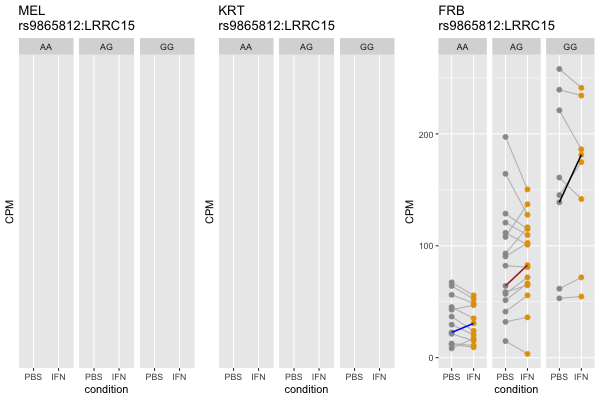 MEL
rs9865812:LRRC15
AA AG GG
CPM
PBS IFN PBS IFN PBS IFN
condition
KRT
rs9865812:LRRC15
AA AG GG
CPM
PBS IFN PBS IFN PBS IFN
condition
FRB
rs9865812:LRRC15
AA AG GG
200
100
0
CPM
PBS IFN PBS IFN PBS IFN
condition